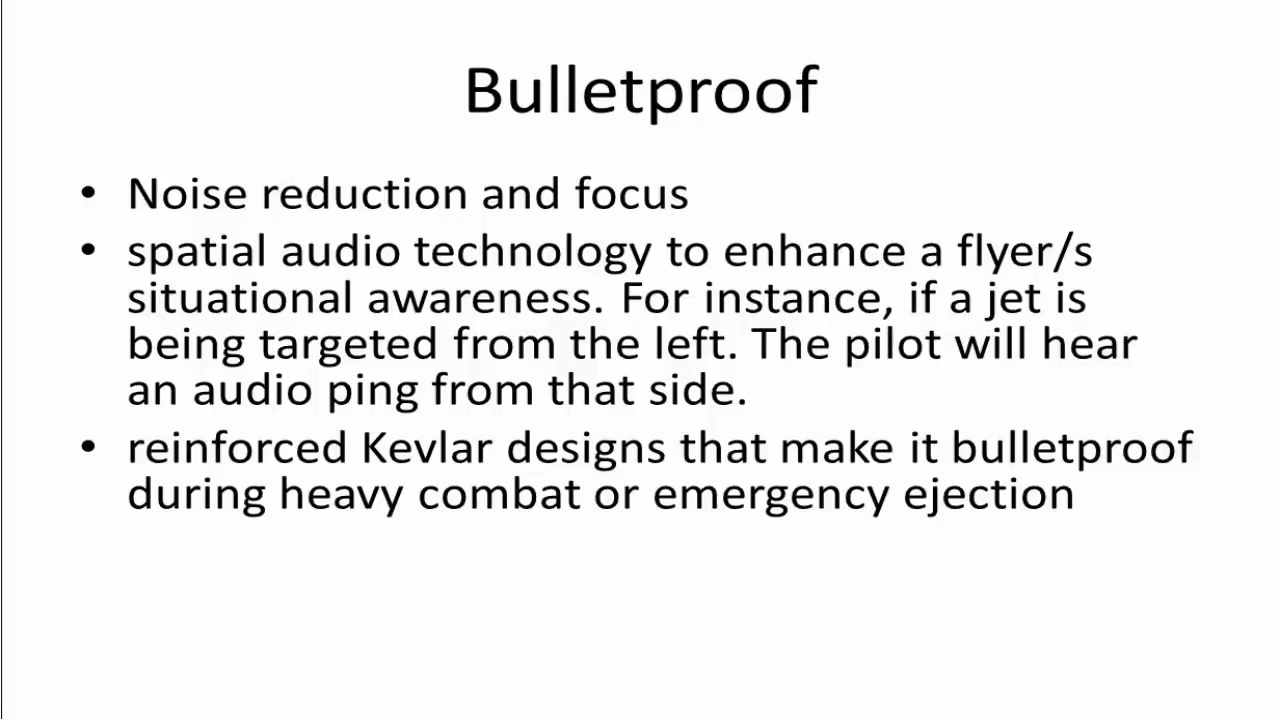 Bulletproof
• Noise reduction and focus
• spatial audio technology to enhance a flyer/s
situational awareness. For instance, if a jet is
being targeted from the left. The pilot will hear
an audio ping from that side.
• reinforced Kevlar designs that make it bulletproof
during heavy combat or emergency ejection